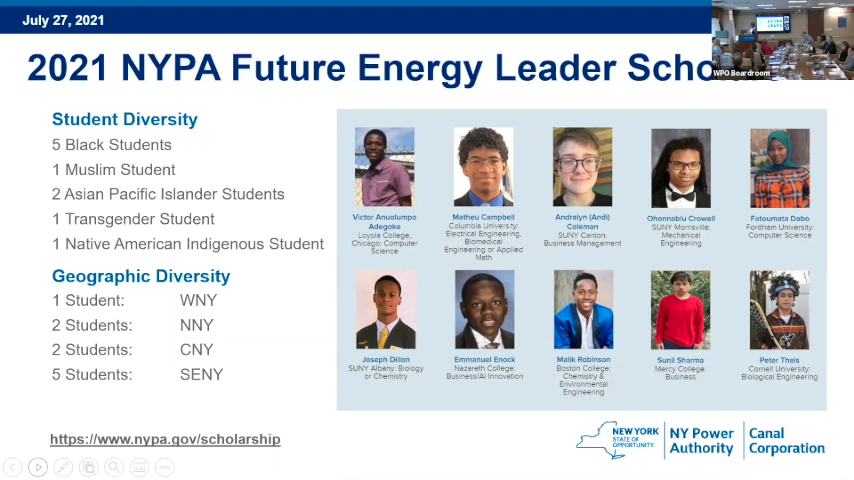 July 27, 2021
2021 NYPA Future Energy Leader Scho
WPO Boardroom
Student Diversity
5 Black Students
1 Muslim Student
2 Asian Pacific Islander Students
1 Transgender Student
1 Native American Indigenous Student
Geographic Diversity
1 Student: WNY
2 Students: NNY
2 Students: CNY
5 Students: SENY
https://www.nypa.gov/scholarship
Victor Anuolumpo
Adegoke
Loyola College,
Chicago: Computer
Science
Matheu Campbell
Columbia University:
Electrical Engineering,
Biomedical
Engineering or Applied
Math
Andralyn (Andi)
Coleman
SUNY Canton:
Business Management
Ohonnabiu Crowell
SUNY Morrisville:
Mechanical
Engineering
Fatoumata Dabo
Fordham University:
Computer Science
Joseph Dillon
SUNY Albany: Biology
or Chemistry
Emmanuel Enock
Nazareth College:
Business/AI Innovation
Malik Robinson
Boston College:
Chemistry &
Environmental
Engineering
Sunil Sharma
Mercy College:
Business
Peter Thais
Cornell University:
Biological Engineering
NEW YORK
STATE OF
OPPORTUNITY.
NY Power
Authority
Canal
Corporation